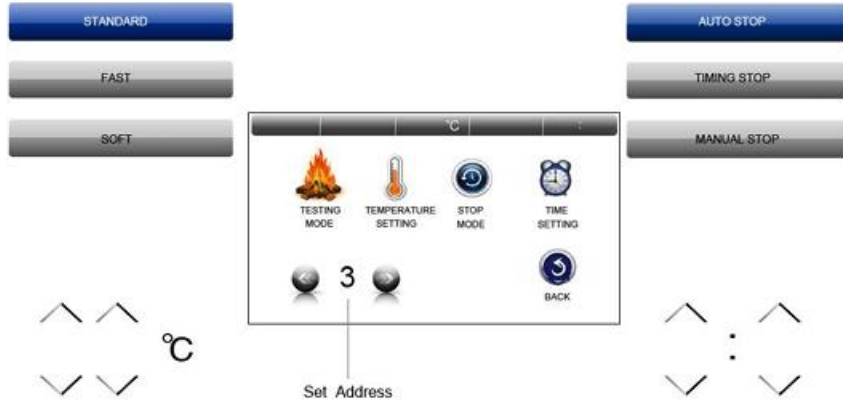 STANDARD
FAST
SOFT
°C
AUTO STOP
TIMING STOP
MANUAL STOP
:
°C :
TESTING
MODE
TEMPERATURE
SETTING
STOP
MODE
TIME
SETTING
3
BACK
Set Address